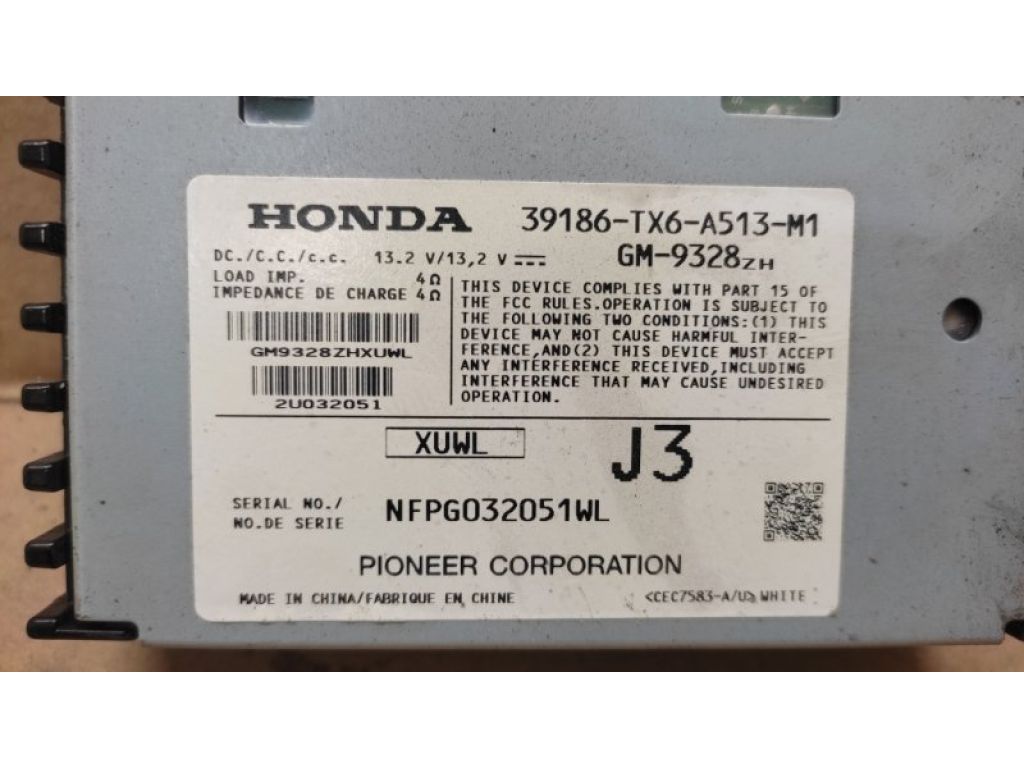 HONDA 39186-TX6-A513-M1
DC./C.C./c.c. 13.2 V/13,2 V GM-9328ZH
LOAD IMP. 4Ω
IMPEDANCE DE CHARGE 4Ω
GM9328ZHXUWL
2U032051
THIS DEVICE COMPLIES WITH PART 15 OF
THE FCC RULES.OPERATION IS SUBJECT TO
THE FOLLOWING TWO CONDITIONS:(1) THIS
DEVICE MAY NOT CAUSE HARMFUL INTER-
FERENCE,AND(2) THIS DEVICE MUST ACCEPT
ANY INTERFERENCE RECEIVED,INCLUDING
INTERFERENCE THAT MAY CAUSE UNDESIRED
OPERATION.
XUWL J3
SERIAL NO./
NO.DE SERIE NFPG032051WL
PIONEER CORPORATION
MADE IN CHINA/FABRIQUE EN CHINE <CEC7583-A/U> WHITE